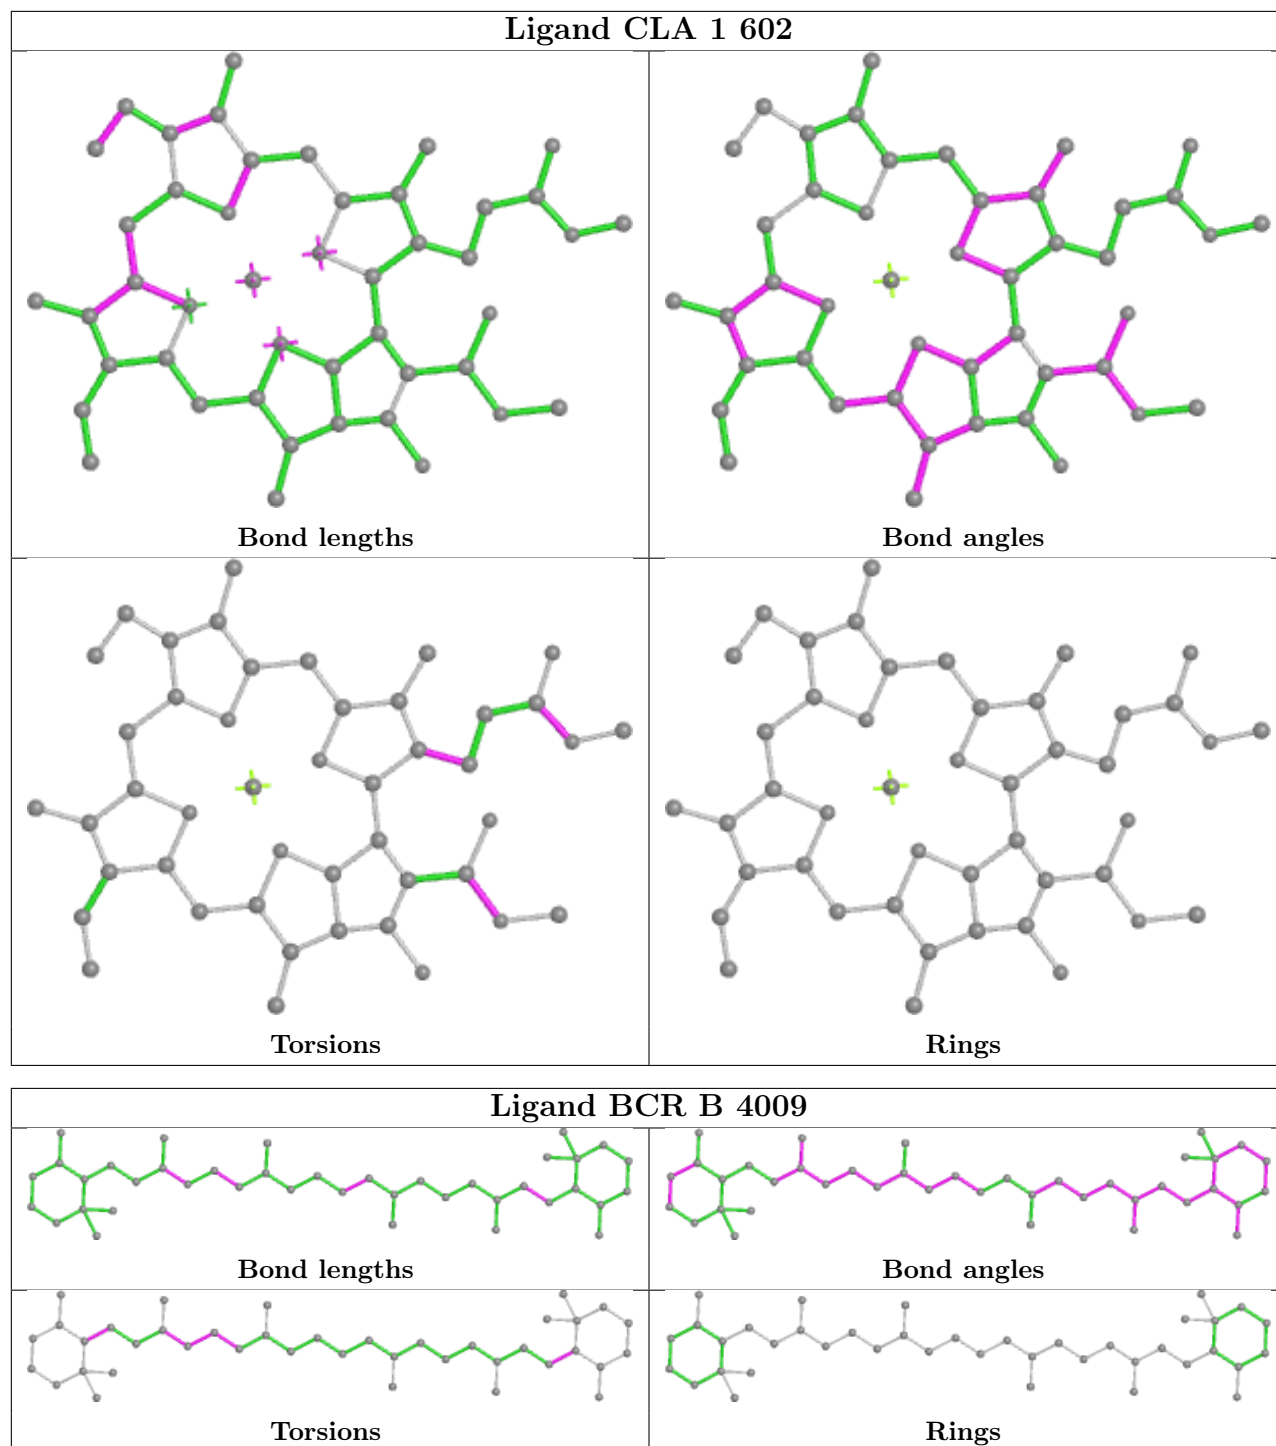 Ligand CLA 1 602
Bond lengths
Bond angles
Torsions
Rings
Ligand BCR B 4009
Bond lengths
Bond angles
Torsions
Rings